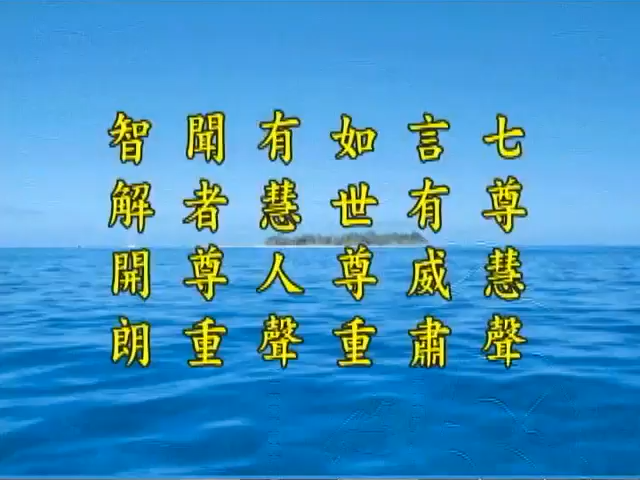 七尊慧聲
言有威肅
如世尊重
有慧人聲
聞者尊重
智解開朗